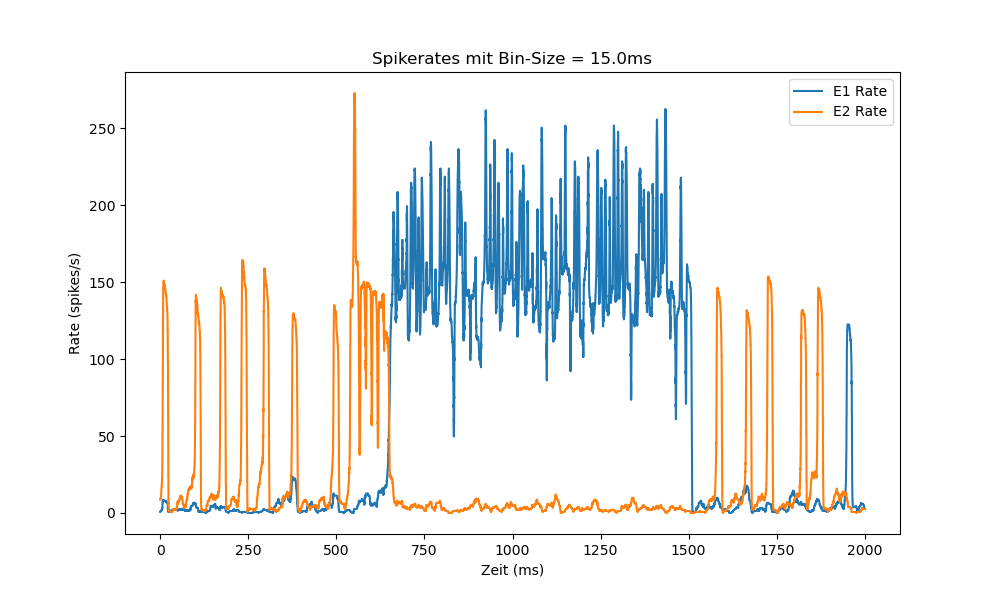 Spikerates mit Bin-Size = 15.0ms
E1 Rate
E2 Rate
Rate (spikes/s)
250
200
150
100
50
0
0 250 500 750 1000 1250 1500 1750 2000
Zeit (ms)